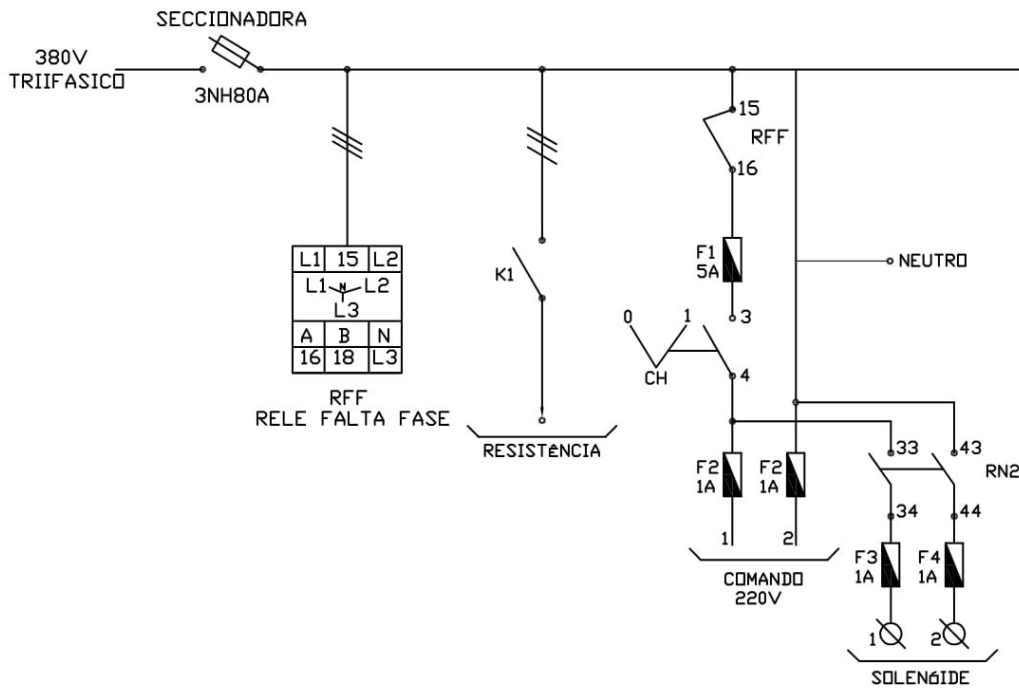 SECCIONADORA
380V
TRIIFASICO
3NH80A
15
RFF
16
L1 15 L2
L1 N L2
L3
A B N
16 18 L3
RFF
RELE FALTA FASE
K1
RESISTÊNCIA
F1
5A
NEUTRO
0 1 3
CH 4
F2
1A
F2
1A
1 2
COMANDO
220V
33 43
RN2
34 44
F3
1A
F4
1A
1 2
SOLENÓIDE